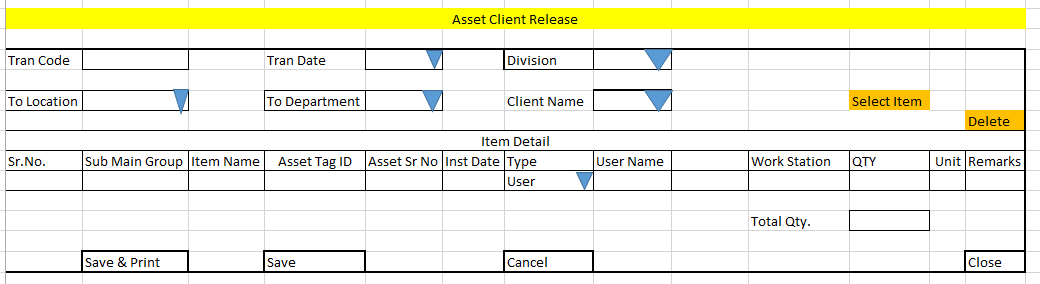 Asset Client Release
Tran Code Tran Date Division
To Location To Department Client Name Select Item
Delete
Item Detail
Sr.No. Sub Main Group Item Name Asset Tag ID Asset Sr No Inst Date Type User Name Work Station QTY Unit Remarks
User
Total Qty.
Save & Print Save Cancel Close